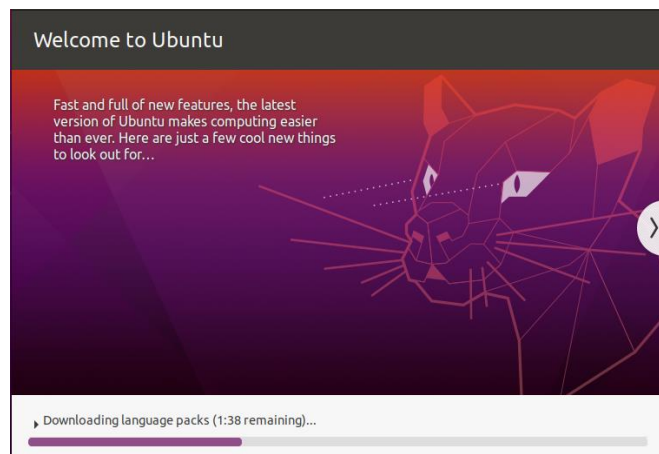 Welcome to Ubuntu
Fast and full of new features, the latest
version of Ubuntu makes computing easier
than ever. Here are just a few cool new things
to look out for...
Downloading language packs (1:38 remaining)...